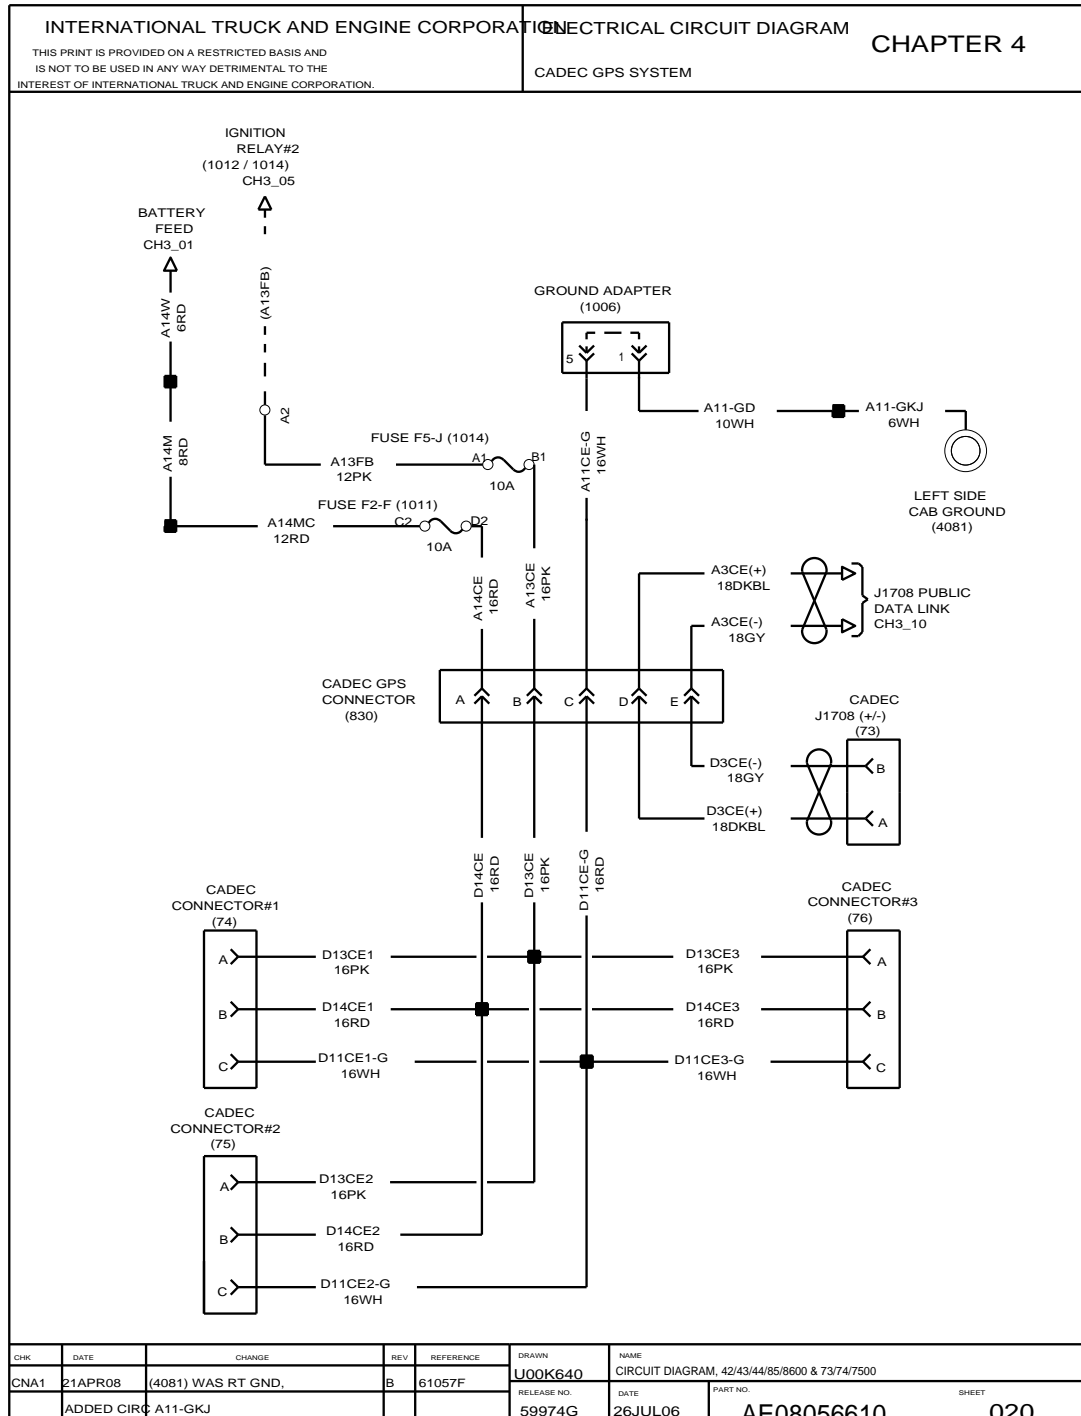 INTERNATIONAL TRUCK AND ENGINE CORPORATION
THIS PRINT IS PROVIDED ON A RESTRICTED BASIS AND
IS NOT TO BE USED IN ANY WAY DETRIMENTAL TO THE
INTEREST OF INTERNATIONAL TRUCK AND ENGINE CORPORATION.
ELECTRICAL CIRCUIT DIAGRAM
CADEC GPS SYSTEM
CHAPTER 4
IGNITION
RELAY#2
(1012 / 1014)
CH3_05
BATTERY
FEED
CH3_01
A14W
6RD
(A13FB)
A14M
8RD
A2
GROUND ADAPTER
(1006)
5
1
A11-GD
10WH
A11-GKJ
6WH
LEFT SIDE
CAB GROUND
(4081)
FUSE F5-J (1014)
A13FB
12PK
A1
B1
10A
FUSE F2-F (1011)
A14MC
12RD
C2
D2
10A
A11CE-G
16WH
A14CE
16RD
A13CE
16PK
A3CE(+)
18DKBL
A3CE(-)
18GY
J1708 PUBLIC
DATA LINK
CH3_10
CADEC GPS
CONNECTOR
(830)
A
B
C
D
E
CADEC
J1708 (+/-)
(73)
D3CE(-)
18GY
B
D3CE(+)
18DKBL
A
D14CE
16RD
D13CE
16PK
D11CE-G
16RD
CADEC
CONNECTOR#1
(74)
CADEC
CONNECTOR#3
(76)
A
D13CE1
16PK
D13CE3
16PK
A
B
D14CE1
16RD
D14CE3
16RD
B
C
D11CE1-G
16WH
D11CE3-G
16WH
C
CADEC
CONNECTOR#2
(75)
A
D13CE2
16PK
B
D14CE2
16RD
C
D11CE2-G
16WH
CHK
DATE
CHANGE
REV
REFERENCE
CNA1
21APR08
(4081) WAS RT GND,
B
61057F
ADDED CIRC A11-GKJ
DRAWN
U00K640
NAME
CIRCUIT DIAGRAM, 42/43/44/85/8600 & 73/74/7500
RELEASE NO.
59974G
DATE
26JUL06
PART NO.
AE08056610
SHEET
020